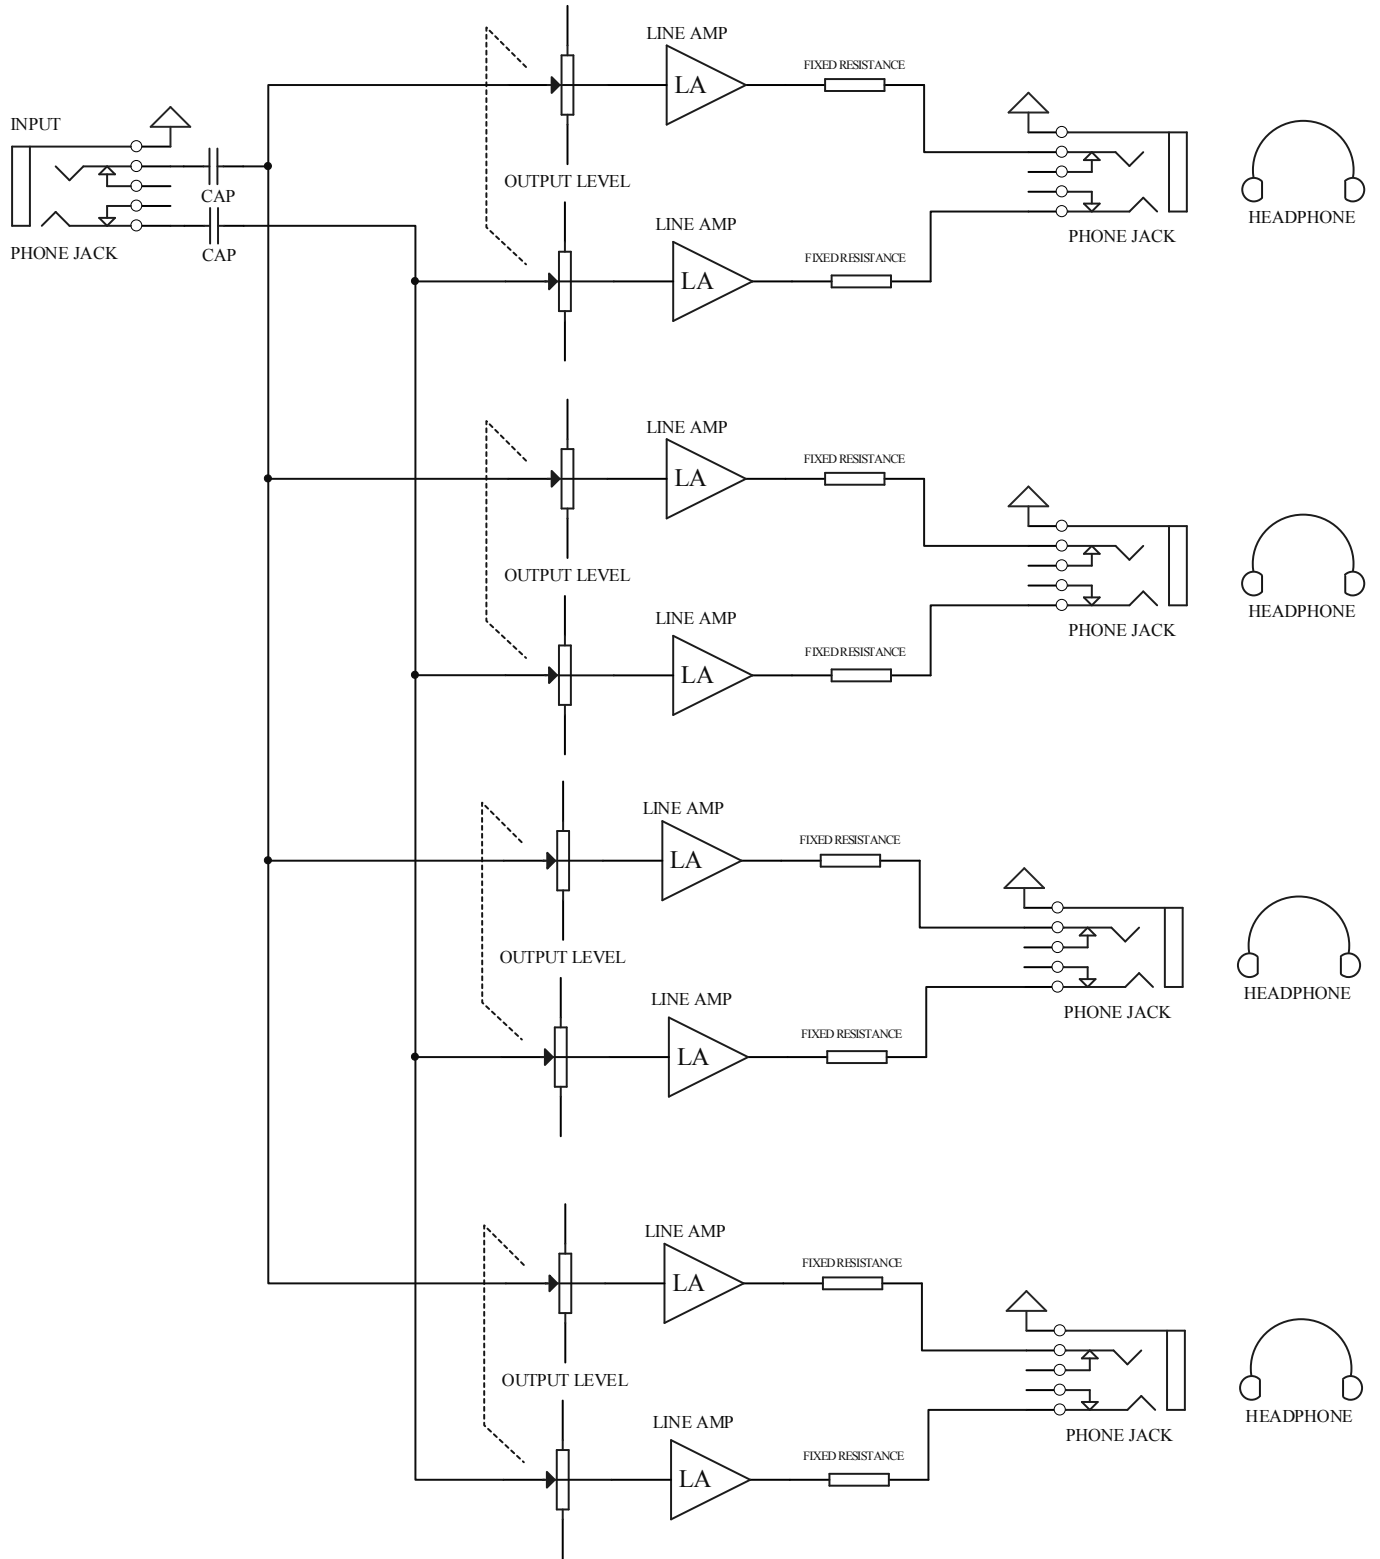 LINE AMP
LA
FIXED RESISTANCE
INPUT
CAP
OUTPUT LEVEL
HEADPHONE
LINE AMP
PHONE JACK
PHONE JACK
CAP
FIXED RESISTANCE
LA
LINE AMP
FIXED RESISTANCE
LA
OUTPUT LEVEL
HEADPHONE
LINE AMP
PHONE JACK
FIXED RESISTANCE
LA
LINE AMP
FIXED RESISTANCE
LA
OUTPUT LEVEL
HEADPHONE
LINE AMP
PHONE JACK
FIXED RESISTANCE
LA
LINE AMP
FIXED RESISTANCE
LA
OUTPUT LEVEL
HEADPHONE
LINE AMP
PHONE JACK
FIXED RESISTANCE
LA